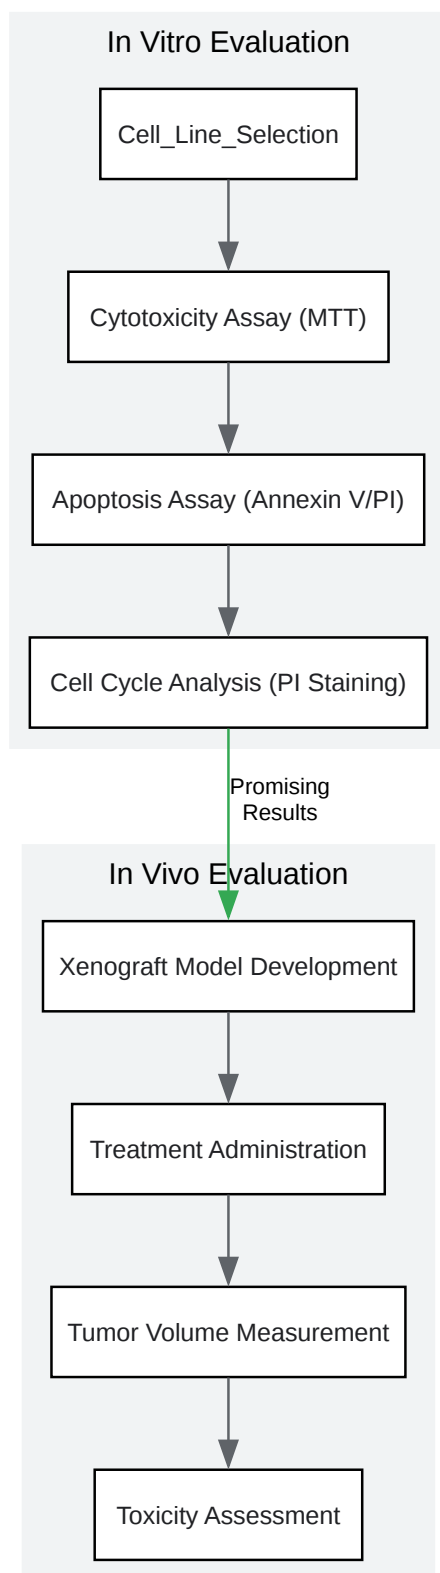 In Vitro Evaluation
Cell_Line_Selection
Cytotoxicity Assay (MTT)
Apoptosis Assay (Annexin V/PI)
Cell Cycle Analysis (PI Staining)
Promising
Results
In Vivo Evaluation
Xenograft Model Development
Treatment Administration
Tumor Volume Measurement
Toxicity Assessment